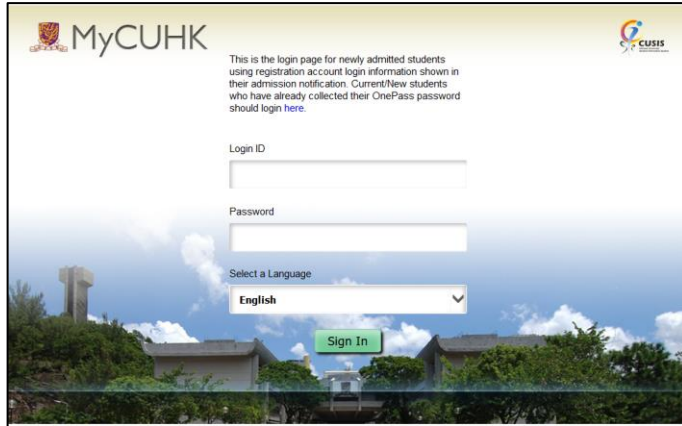 MyCUHK
CUSIS
This is the login page for newly admitted students
using registration account login information shown in
their admission notification. Current/New students
who have already collected their OnePass password
should login here.
Login ID
Password
Select a Language
English
Sign In